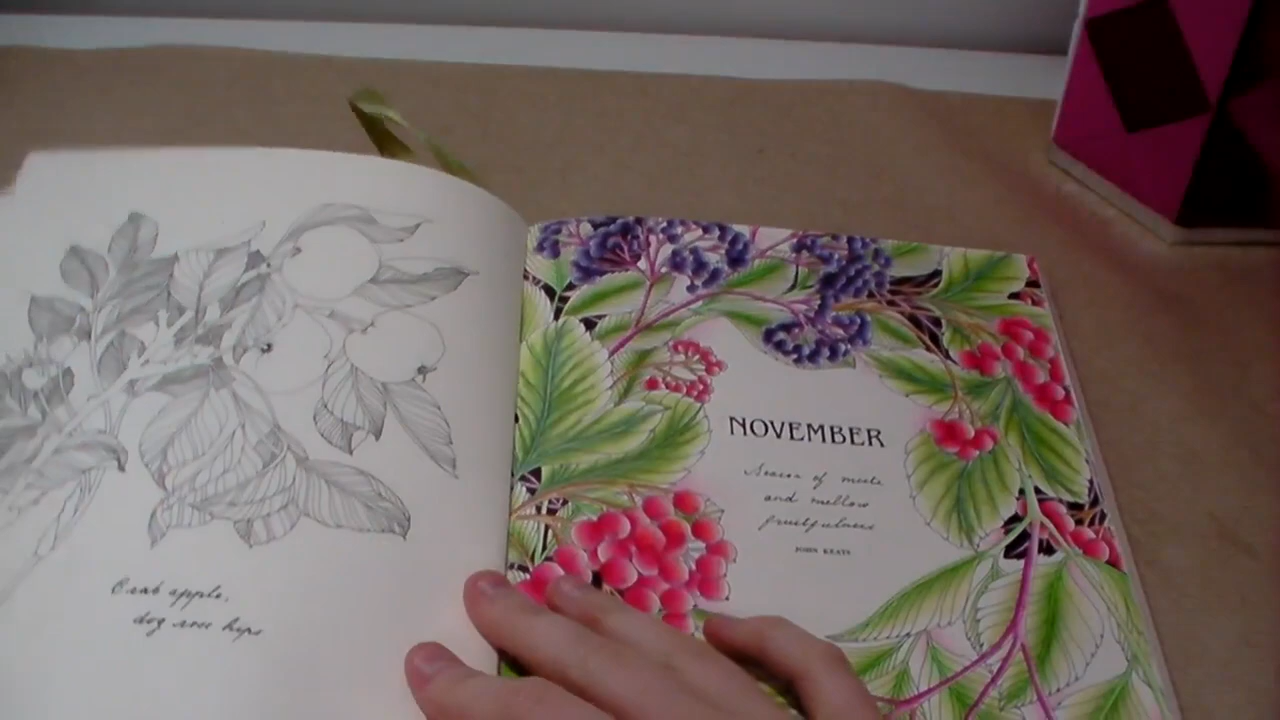 Crab apple,
dog rose hips
NOVEMBER
Season of mists
and mellow
fruitfulness
JOHN KEATS